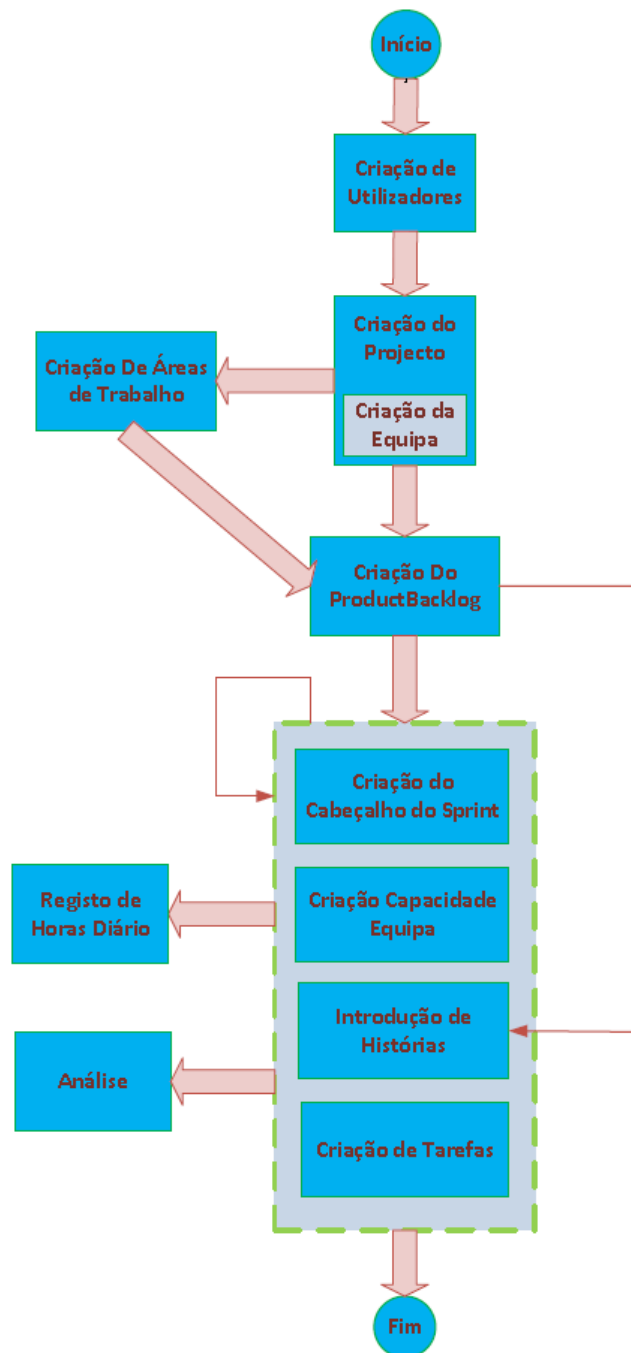 Início
Criação de
Utilizadores
Criação do
Projecto
Criação da
Equipa
Criação De Áreas
de Trabalho
Criação Do
ProductBacklog
Criação do
Cabeçalho do Sprint
Criação Capacidade
Equipa
Registo de
Horas Diário
Introdução de
Histórias
Análise
Criação de Tarefas
Fim